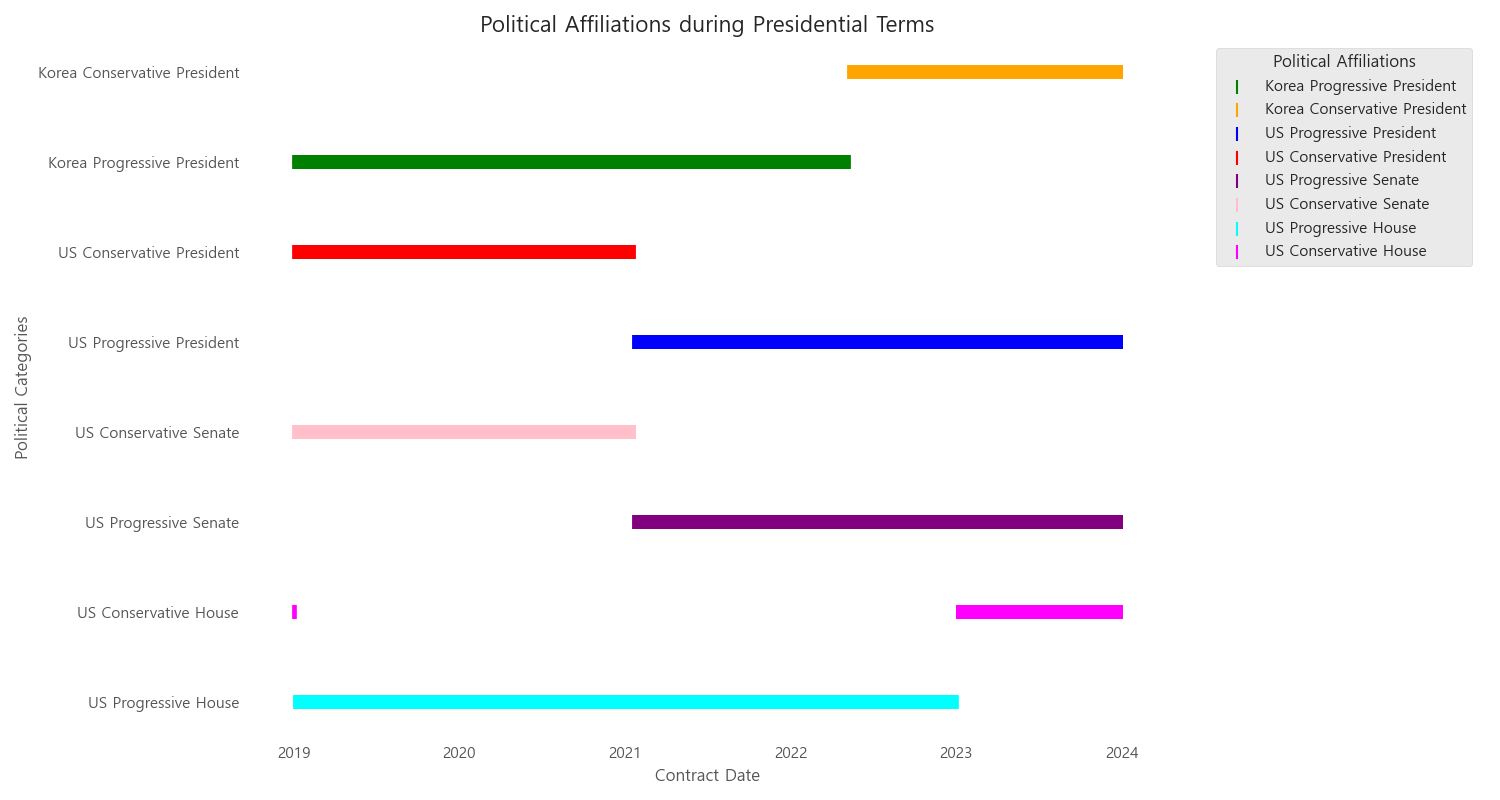 Political Affiliations during Presidential Terms
Political Categories
Korea Conservative President
Korea Progressive President
US Conservative President
US Progressive President
US Conservative Senate
US Progressive Senate
US Conservative House
US Progressive House
2019 2020 2021 2022 2023 2024
Contract Date
Political Affiliations
Korea Progressive President
Korea Conservative President
US Progressive President
US Conservative President
US Progressive Senate
US Conservative Senate
US Progressive House
US Conservative House